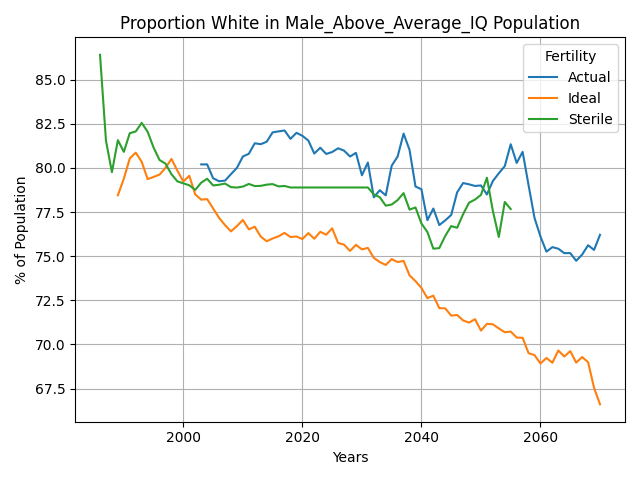 Proportion White in Male_Above_Average_IQ Population
Fertility
Actual
Ideal
Sterile
% of Population
85.0
82.5
80.0
77.5
75.0
72.5
70.0
67.5
2000
2020
2040
2060
Years